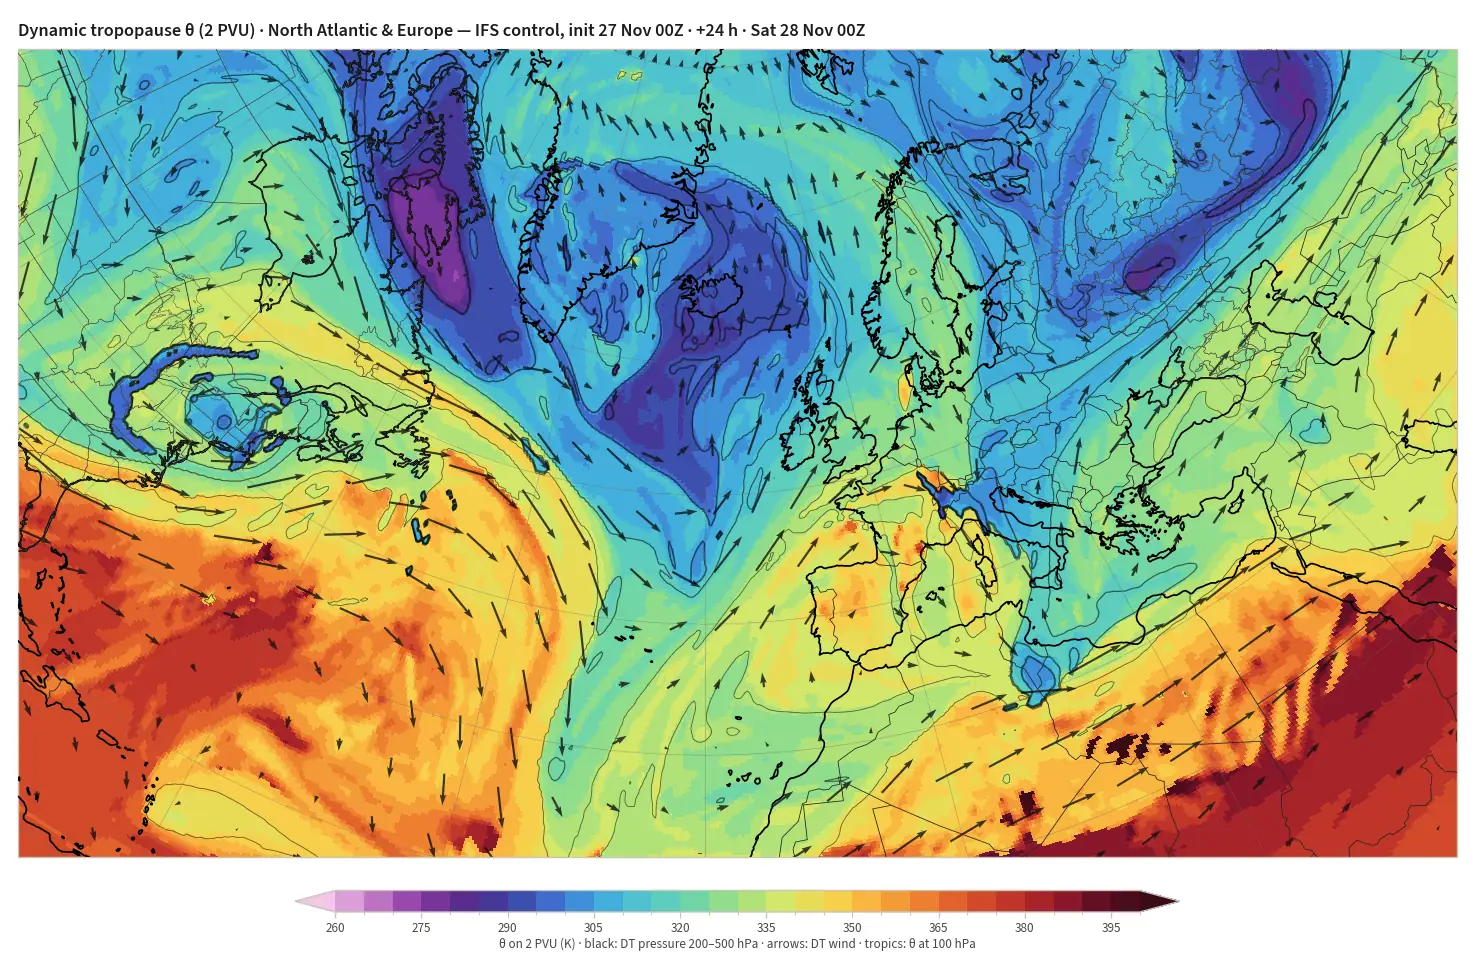 Dynamic tropopause θ (2 PVU) · North Atlantic & Europe — IFS control, init 27 Nov 00Z · +24 h · Sat 28 Nov 00Z
260 275 290 305 320 335 350 365 380 395
θ on 2 PVU (K) · black: DT pressure 200–500 hPa · arrows: DT wind · tropics: θ at 100 hPa